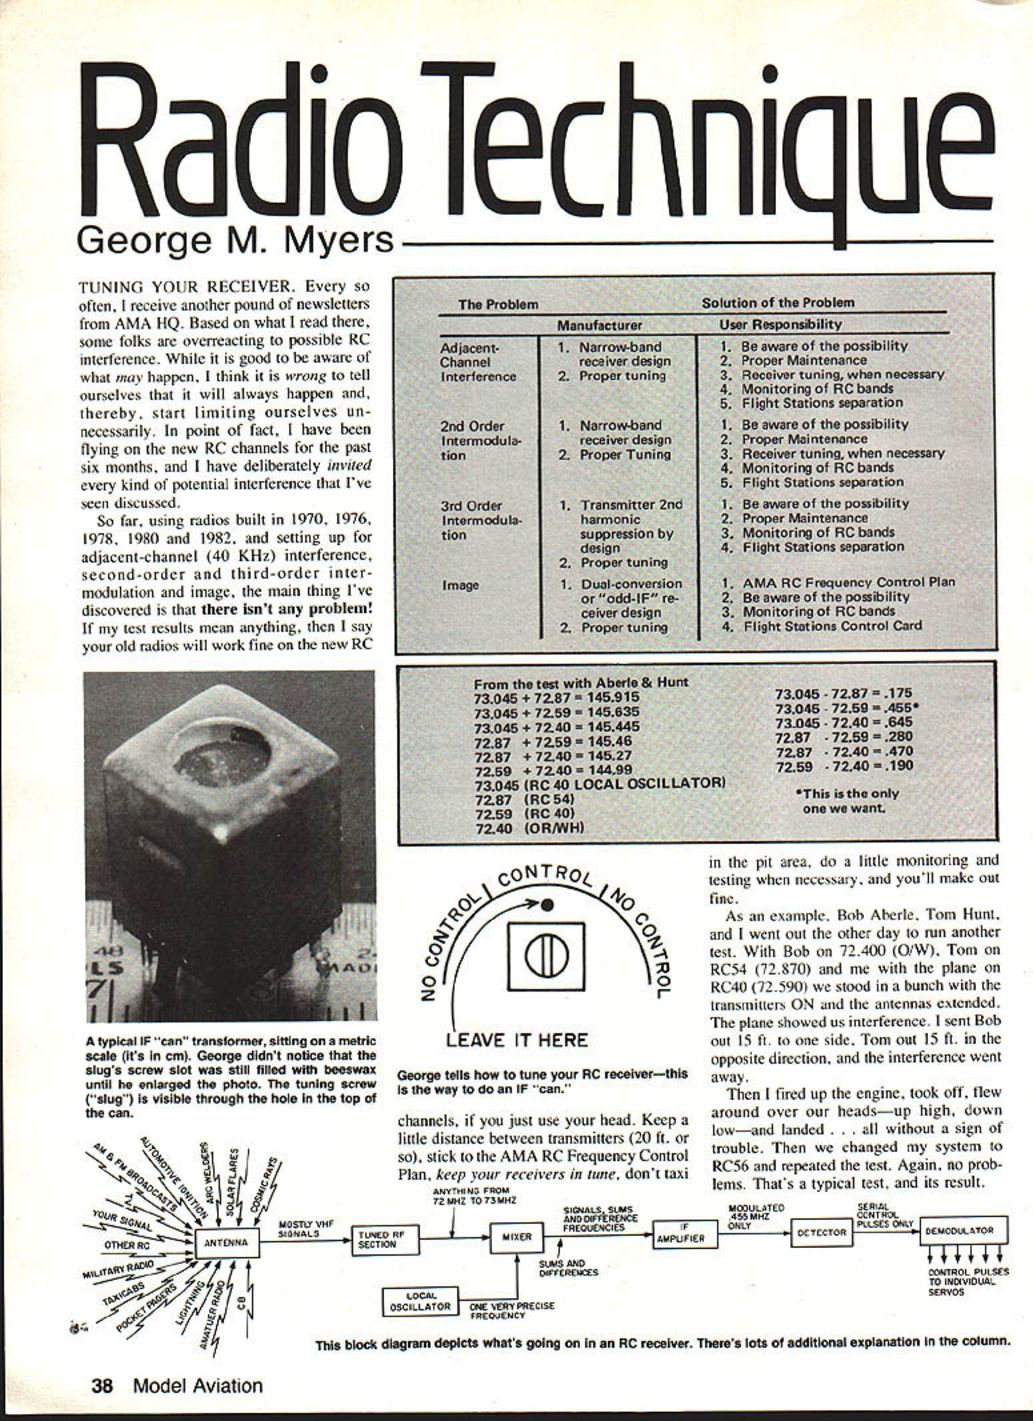 Radio Technique
George M. Myers
TUNING YOUR RECEIVER. Every so
often, I receive another pound of newsletters
from AMA HQ. Based on what I read there,
some folks are overreacting to possible RC
interference. While it is good to be aware of
what may happen, I think it is wrong to tell
ourselves that it will always happen and,
thereby, start limiting ourselves un-
necessarily. In point of fact, I have been
flying on the new RC channels for the past
six months, and I have deliberately invited
every kind of potential interference that I've
seen discussed.
So far, using radios built in 1970, 1976,
1978, 1980 and 1982, and setting up for
adjacent-channel (40 KHz) interference,
second-order and third-order inter-
modulation and image, the main thing I've
discovered is that there isn't any problem!
If my test results mean anything, then I say
your old radios will work fine on the new RC
The Problem
Solution of the Problem
Manufacturer
User Responsibility
Adjacent-
Channel
Interference
1. Narrow-band
receiver design
2. Proper tuning
1. Be aware of the possibility
2. Proper Maintenance
3. Receiver tuning, when necessary
4. Monitoring of RC bands
5. Flight Stations separation
2nd Order
Intermodula-
tion
1. Narrow-band
receiver design
2. Proper Tuning
1. Be aware of the possibility
2. Proper Maintenance
3. Receiver tuning, when necessary
4. Monitoring of RC bands
5. Flight Stations separation
3rd Order
Intermodula-
tion
1. Transmitter 2nd
harmonic
suppression by
design
2. Proper tuning
1. Be aware of the possibility
2. Proper Maintenance
3. Monitoring of RC bands
4. Flight Stations separation
Image
1. Dual-conversion
or "odd-IF" re-
ceiver design
2. Proper tuning
1. AMA RC Frequency Control Plan
2. Be aware of the possibility
3. Monitoring of RC bands
4. Flight Stations Control Card
From the test with Aberle & Hunt
73.045 + 72.87 = 145.915
73.045 + 72.59 = 145.635
73.045 + 72.40 = 145.445
72.87 + 72.59 = 145.46
72.87 + 72.40 = 145.27
72.59 + 72.40 = 144.99
73.045 (RC 40 LOCAL OSCILLATOR)
72.87 (RC 54)
72.59 (RC 40)
72.40 (OR/WH)
73.045 - 72.87 = .175
73.045 - 72.59 = .455*
73.045 - 72.40 = .645
72.87 - 72.59 = .280
72.87 - 72.40 = .470
72.59 - 72.40 = .190
*This is the only
one we want.
A typical IF "can" transformer, sitting on a metric
scale (it's in cm). George didn't notice that the
slug's screw slot was still filled with beeswax
until he enlarged the photo. The tuning screw
("slug") is visible through the hole in the top of
the can.
NO CONTROL
CONTROL
NO CONTROL
LEAVE IT HERE
George tells how to tune your RC receiver—this
is the way to do an IF "can."
channels, if you just use your head. Keep a
little distance between transmitters (20 ft. or
so), stick to the AMA RC Frequency Control
Plan, keep your receivers in tune, don't taxi
in the pit area, do a little monitoring and
testing when necessary, and you'll make out
fine.
As an example, Bob Aberle, Tom Hunt,
and I went out the other day to run another
test. With Bob on 72.400 (O/W), Tom on
RC54 (72.870) and me with the plane on
RC40 (72.590) we stood in a bunch with the
transmitters ON and the antennas extended.
The plane showed us interference. I sent Bob
out 15 ft. to one side, Tom out 15 ft. in the
opposite direction, and the interference went
away.
Then I fired up the engine, took off, flew
around over our heads—up high, down
low—and landed . . . all without a sign of
trouble. Then we changed my system to
RC56 and repeated the test. Again, no prob-
lems. That's a typical test, and its result.
AM & FM BROADCASTS
AUTOMOTIVE IGNITION
ARC WELDERS
SOLAR FLARES
COSMIC RAYS
T.V.
YOUR SIGNAL
OTHER RC
MILITARY RADIO
TAXICABS
POCKET PAGERS
LIGHTNING
AMATUER RADIO
CB
ANTENNA
MOSTLY VHF
SIGNALS
TUNED RF
SECTION
ANYTHING FROM
72 MHZ TO 73 MHZ
MIXER
LOCAL
OSCILLATOR
ONE VERY PRECISE
FREQUENCY
SIGNALS, SUMS
AND DIFFERENCE
FREQUENCIES
SUMS AND
DIFFERENCES
IF
AMPLIFIER
MODULATED
.455 MHZ
ONLY
DETECTOR
SERIAL
CONTROL
PULSES ONLY
DEMODULATOR
CONTROL PULSES
TO INDIVIDUAL
SERVOS
This block diagram depicts what's going on in an RC receiver. There's lots of additional explanation in the column.
38 Model Aviation